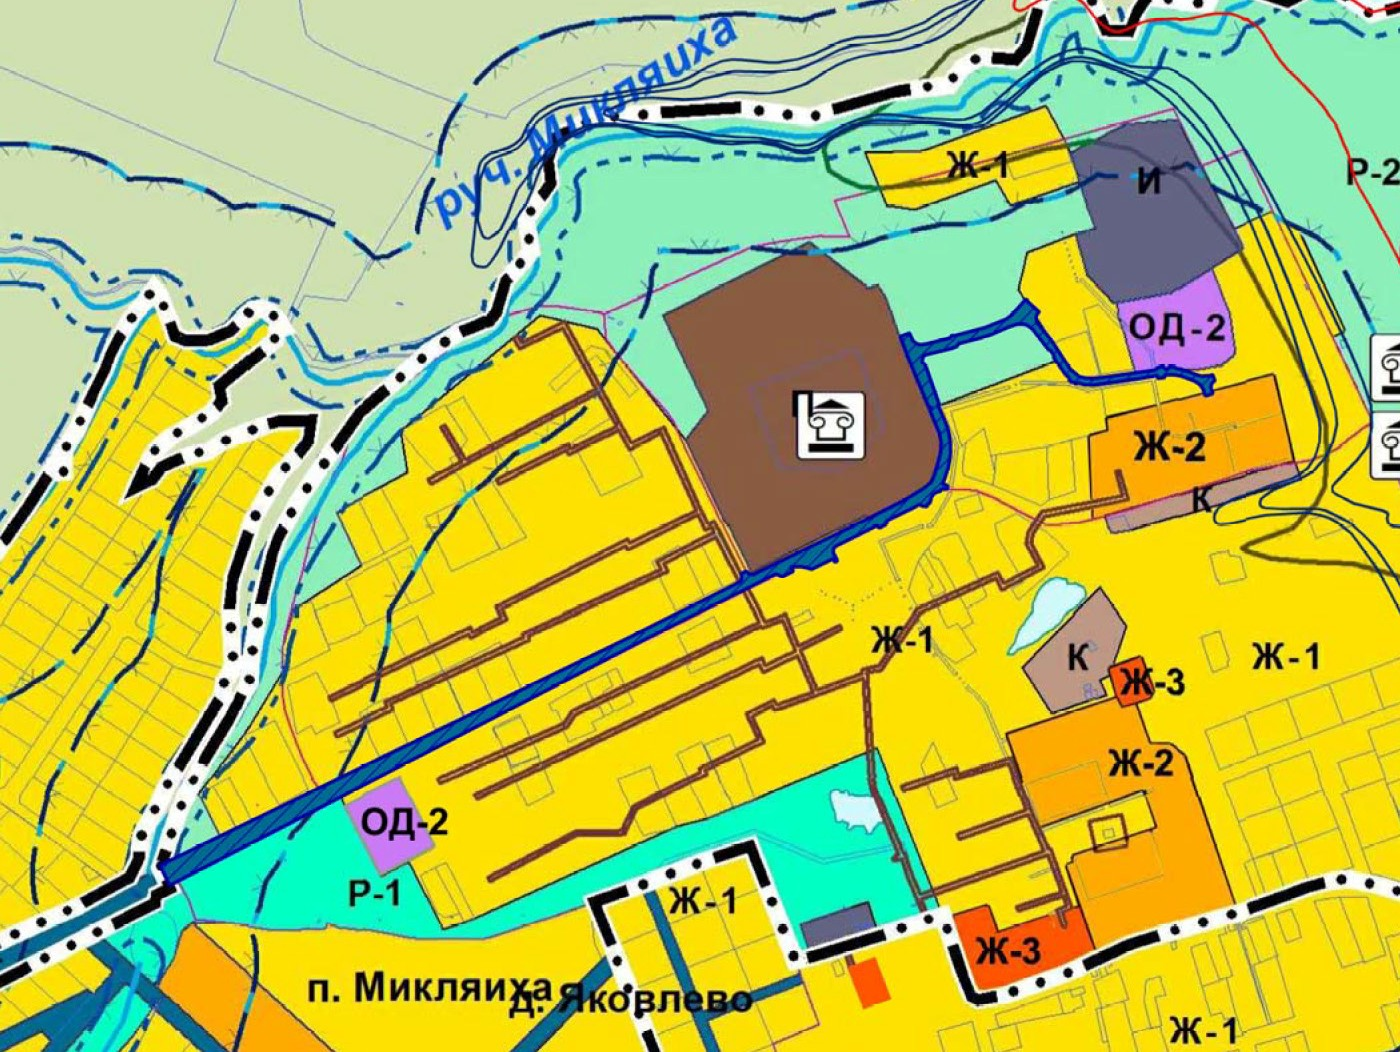 руч. Микляиха
Ж-1
И
Р-2
ОД-2
Ж-2
К
Ж-1
К
Ж-3
Ж-1
Ж-2
ОД-2
Р-1
Ж-1
Ж-3
п. Микляиха
д. Яковлево
Ж-1